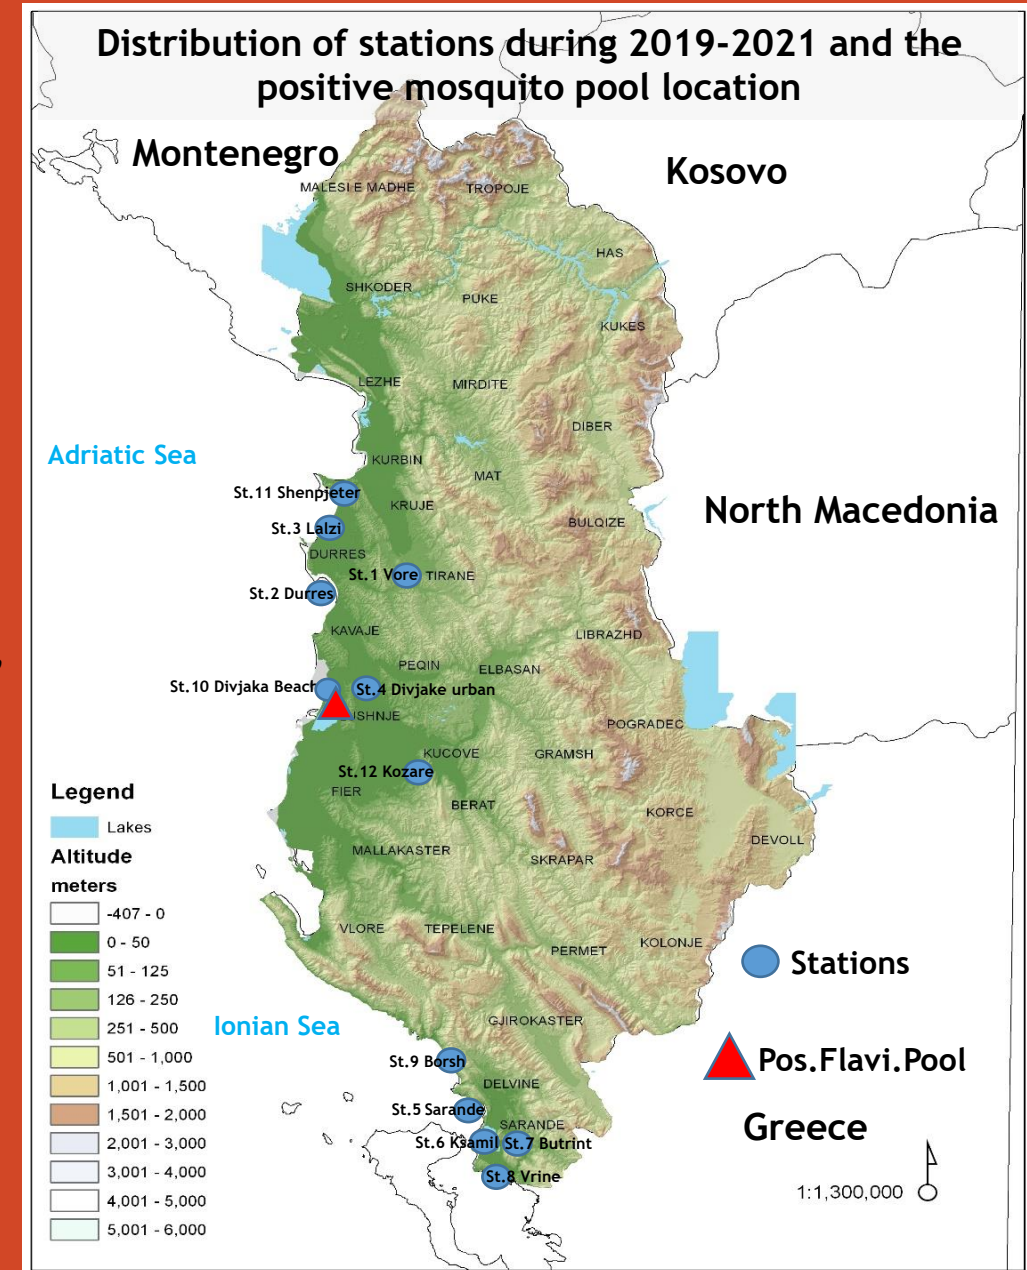 Distribution of stations during 2019-2021 and the
positive mosquito pool location
Montenegro
Kosovo
MALESI E MADHE
TROPOJE
HAS
SHKODER
PUKE
KUKES
LEZHE
MIRDITE
DIBER
Adriatic Sea
KURBIN
MAT
St.11 Shenpjeter
KRUJE
North Macedonia
St.3 Lalzi
BULQIZE
DURRES
St.1 Vore
TIRANE
St.2 Durres
KAVAJE
LIBRAZHD
PEQIN
ELBASAN
St.10 Divjaka Beach
St.4 Divjake urban
USHNJE
POGRADEC
KUCOVE
GRAMSH
St.12 Kozare
FIER
BERAT
KORCE
DEVOLL
MALLAKASTER
SKRAPAR
VLORE
TEPELENE
PERMET
KOLONJE
GJIROKASTER
Ionian Sea
St.9 Borsh
DELVINE
St.5 Sarande
SARANDE
St.6 Ksamil
St.7 Butrint
St.8 Vrine
Legend
Lakes
Altitude
meters
-407 - 0
0 - 50
51 - 125
126 - 250
251 - 500
501 - 1,000
1,001 - 1,500
1,501 - 2,000
2,001 - 3,000
3,001 - 4,000
4,001 - 5,000
5,001 - 6,000
Stations
Pos.Flavi.Pool
Greece
1:1,300,000